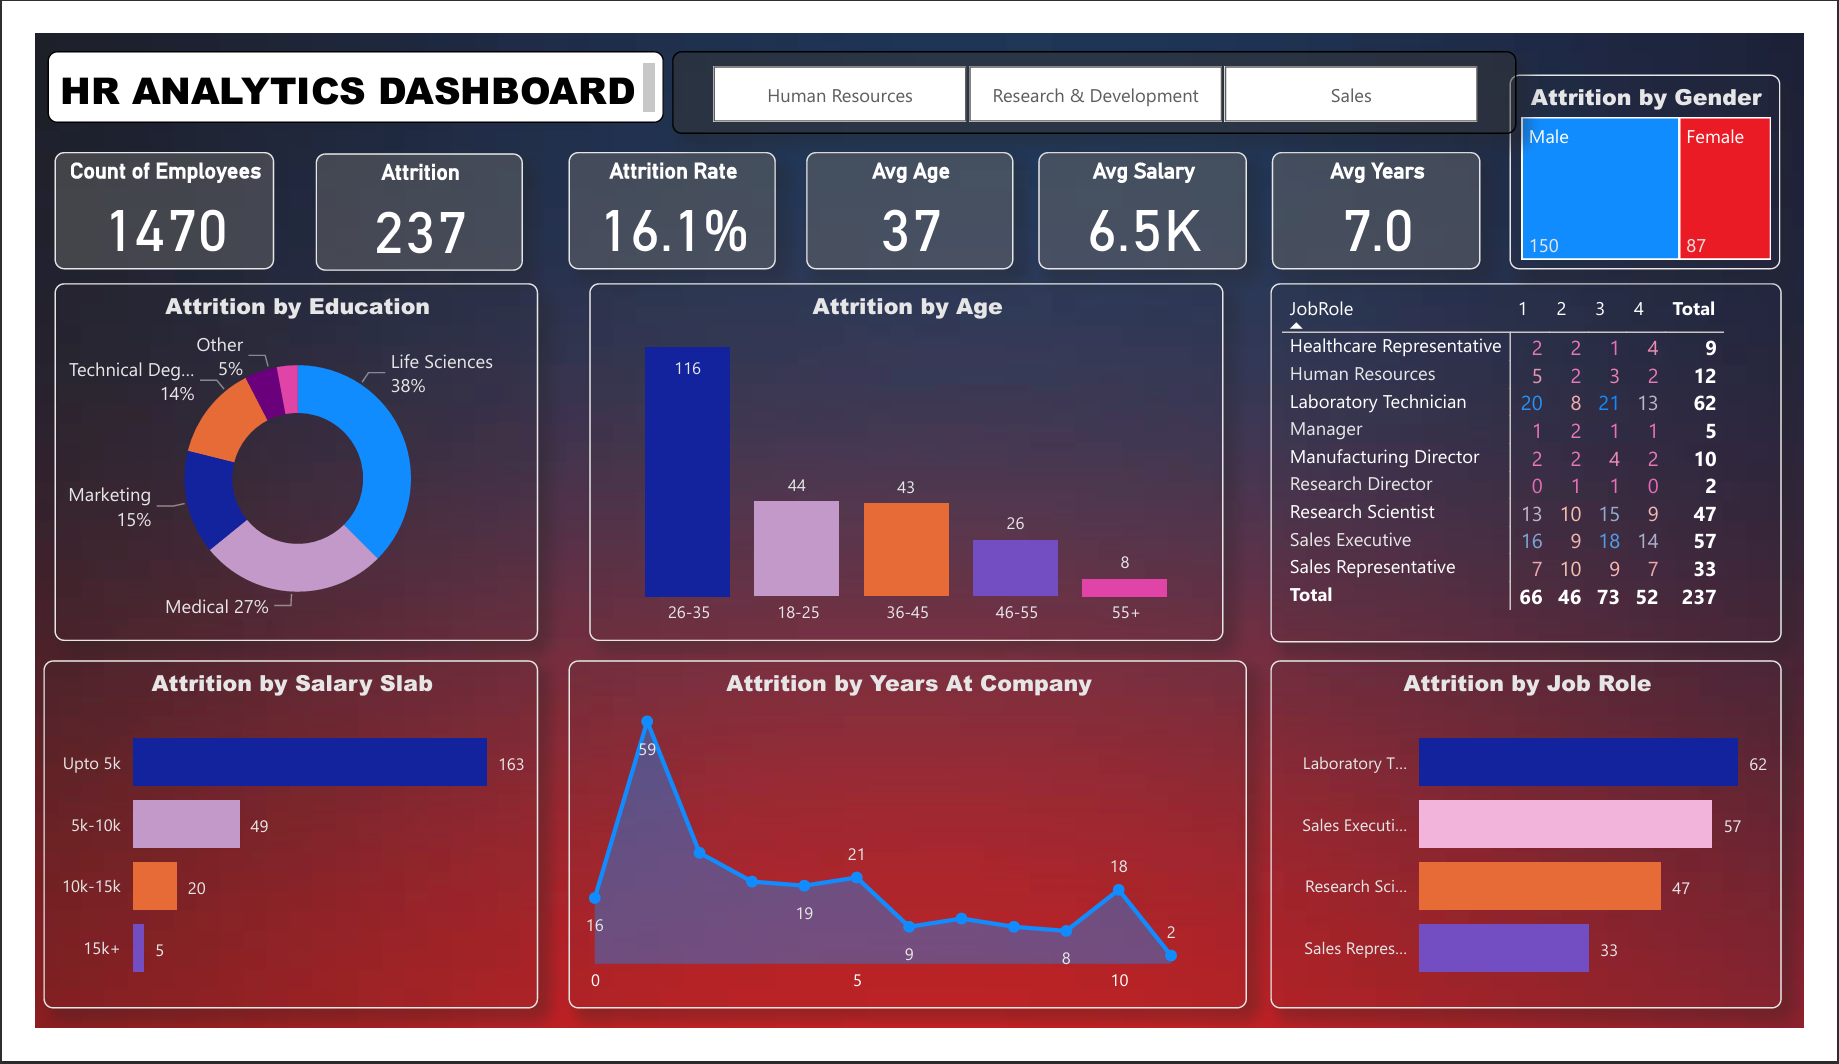 HR ANALYTICS DASHBOARD
Human Resources
Research & Development
Sales
Attrition by Gender
Male
Female
150
87
Count of Employees
1470
Attrition
237
Attrition Rate
16.1%
Avg Age
37
Avg Salary
6.5K
Avg Years
7.0
Attrition by Education
Other
5%
Technical Deg...
14%
Life Sciences
38%
Marketing
15%
Medical 27%
Attrition by Age
116
44
43
26
8
26-35
18-25
36-45
46-55
55+
JobRole 1 2 3 4 Total
Healthcare Representative 2 2 1 4 9
Human Resources 5 2 3 2 12
Laboratory Technician 20 8 21 13 62
Manager 1 2 1 1 5
Manufacturing Director 2 2 4 2 10
Research Director 0 1 1 0 2
Research Scientist 13 10 15 9 47
Sales Executive 16 9 18 14 57
Sales Representative 7 10 9 7 33
Total 66 46 73 52 237
Attrition by Salary Slab
Upto 5k 163
5k-10k 49
10k-15k 20
15k+ 5
Attrition by Years At Company
59
21
18
16
19
9
8
2
0
5
10
Attrition by Job Role
Laboratory T... 62
Sales Executi... 57
Research Sci... 47
Sales Repres... 33